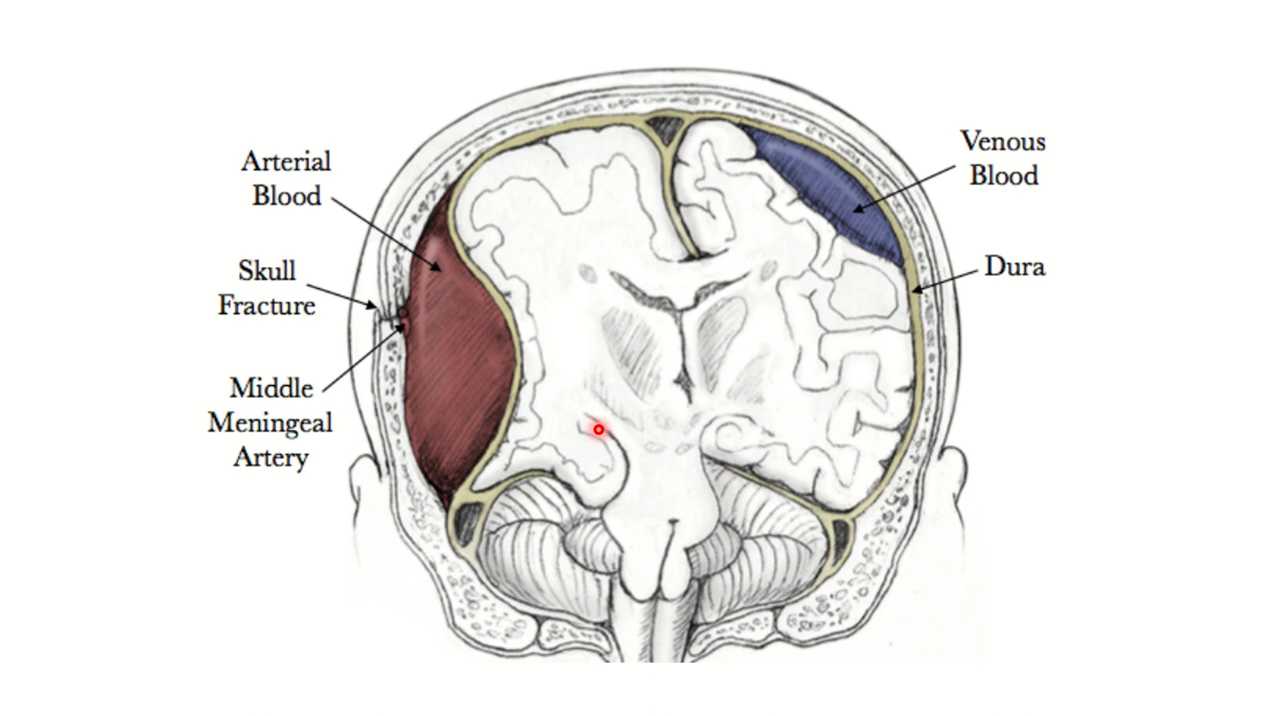 Arterial
Blood
Skull
Fracture
Middle
Meningeal
Artery
Venous
Blood
Dura